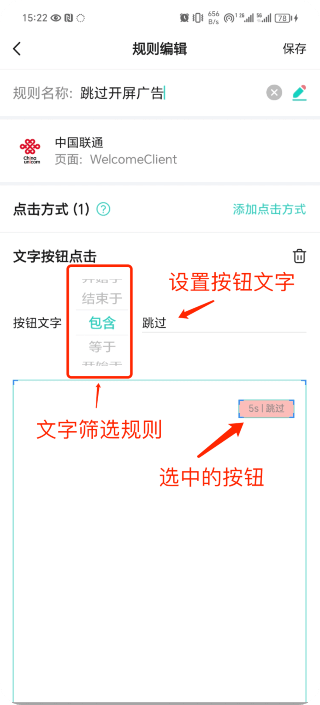 15:22
656
B/s
78
规则编辑
保存
规则名称：
跳过开屏广告
中国联通
China
unicom
页面：WelcomeClient
点击方式 (1)
添加点击方式
文字按钮点击
设置按钮文字
结束于
按钮文字
包含
跳过
等于
开始于
文字筛选规则
5s | 跳过
选中的按钮